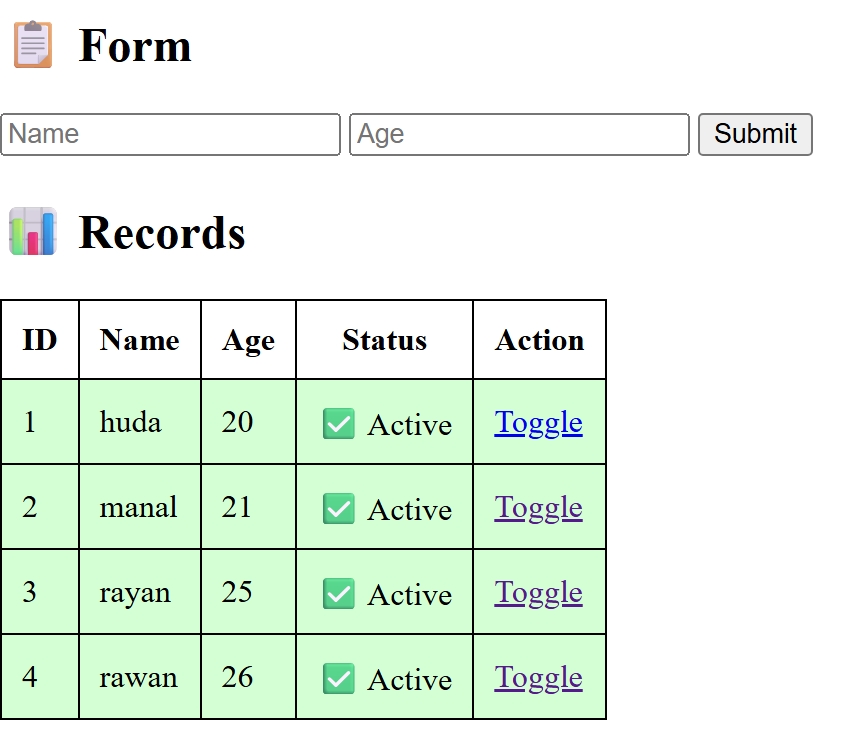 Form
Name Age Submit
Records
ID Name Age Status Action
1 huda 20 Active Toggle
2 manal 21 Active Toggle
3 rayan 25 Active Toggle
4 rawan 26 Active Toggle